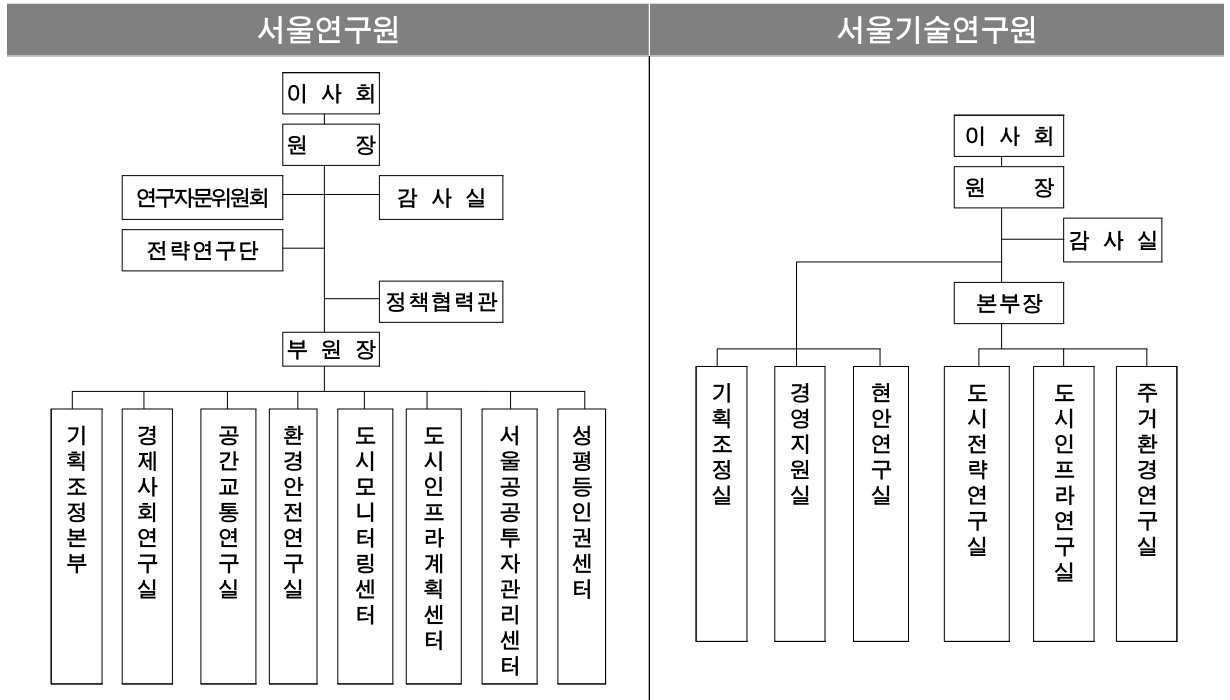 서울연구원
이 사 회
원 장
연구자문위원회
감 사 실
전략연구단
정책협력관
부 원 장
기획조정본부
경제사회연구실
공간교통연구실
환경안전연구실
도시모니터링센터
도시인프라계획센터
서울공공투자관리센터
성평등인권센터
서울기술연구원
이 사 회
원 장
감 사 실
본부장
기획조정실
경영지원실
현안연구실
도시전략연구실
도시인프라연구실
주거환경연구실